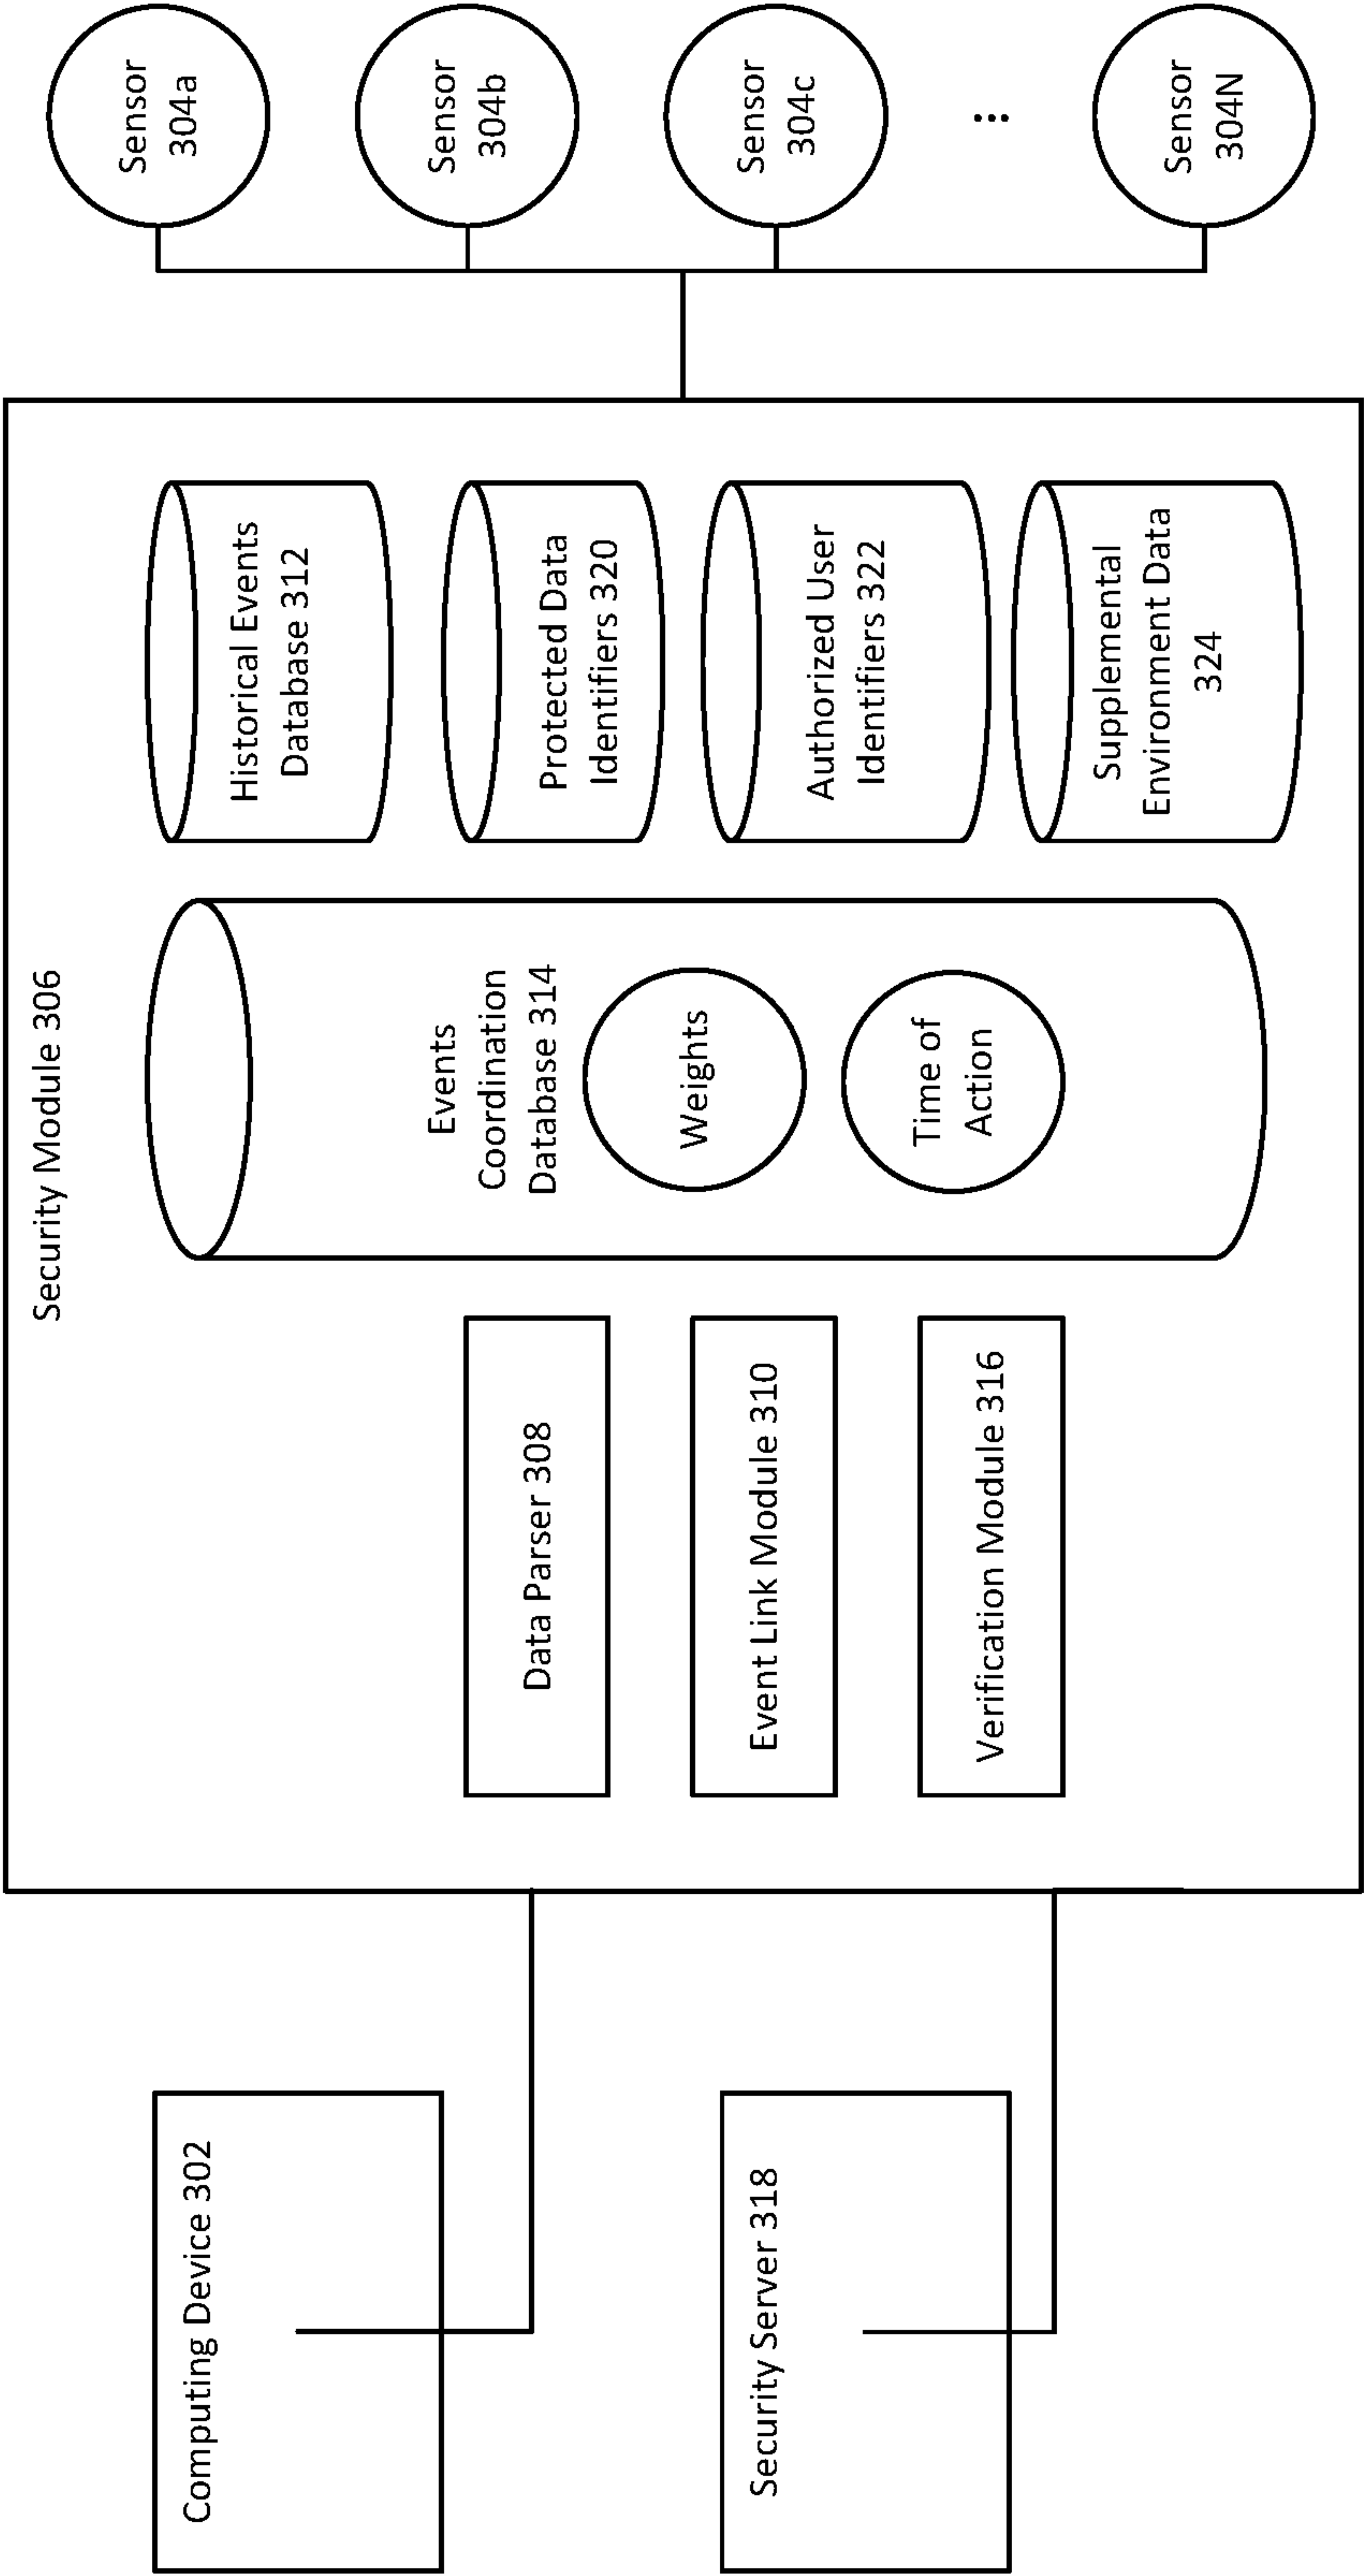 Computing Device 302
Security Server 318
Security Module 306
Data Parser 308
Event Link Module 310
Verification Module 316
Events
Coordination
Database 314
Weights
Time of
Action
Historical Events
Database 312
Protected Data
Identifiers 320
Authorized User
Identifiers 322
Supplemental
Environment Data
324
Sensor
304a
Sensor
304b
Sensor
304c
...
Sensor
304N